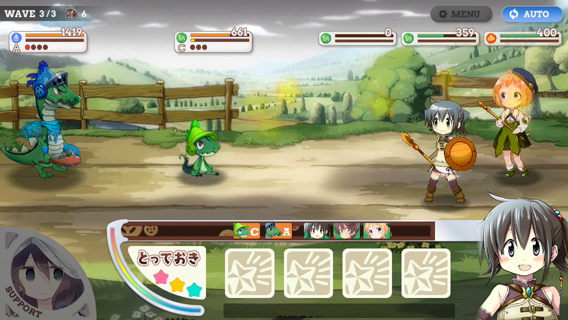 WAVE 3/3 6
MENU
AUTO
1419
A
661
C
0
359
400
C A
とっておき
SUPPORT